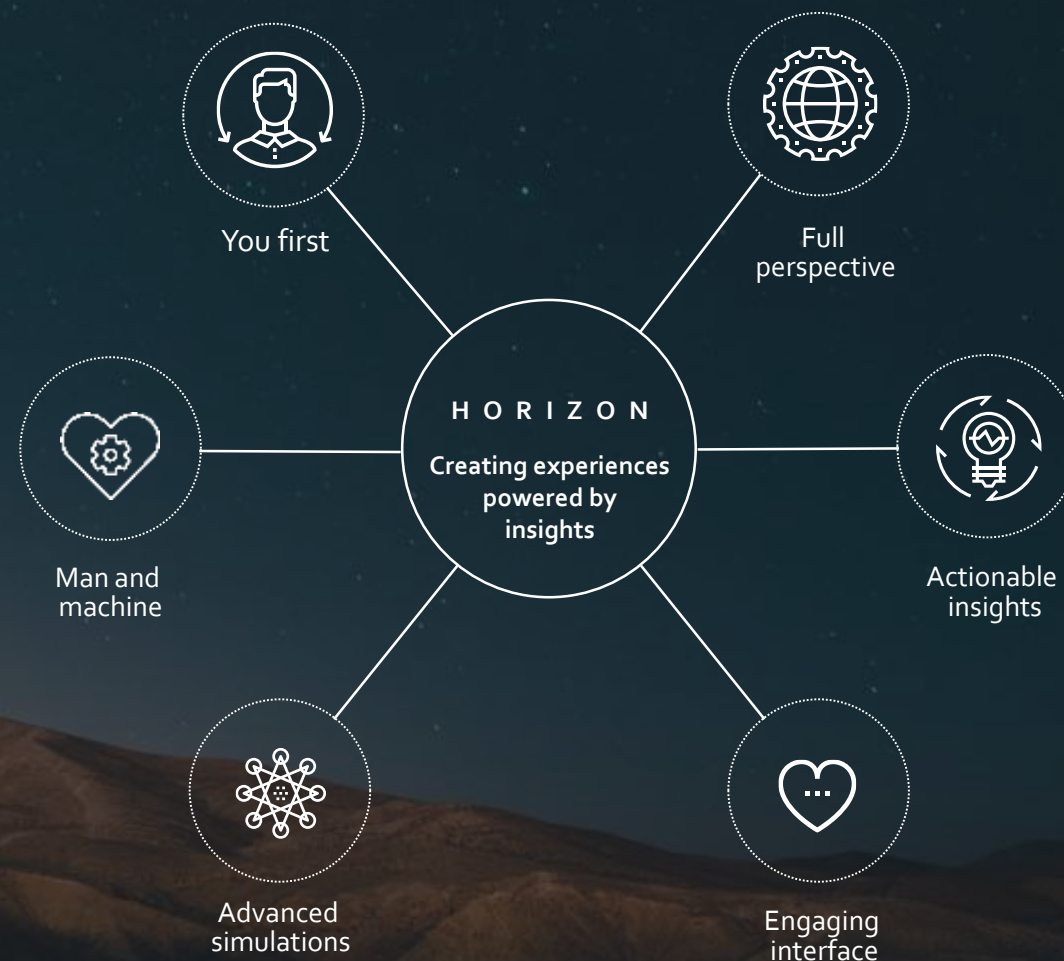 You first
Full
perspective
H O R I Z O N
Creating experiences
powered by
insights
Man and
machine
Actionable
insights
Advanced
simulations
Engaging
interface